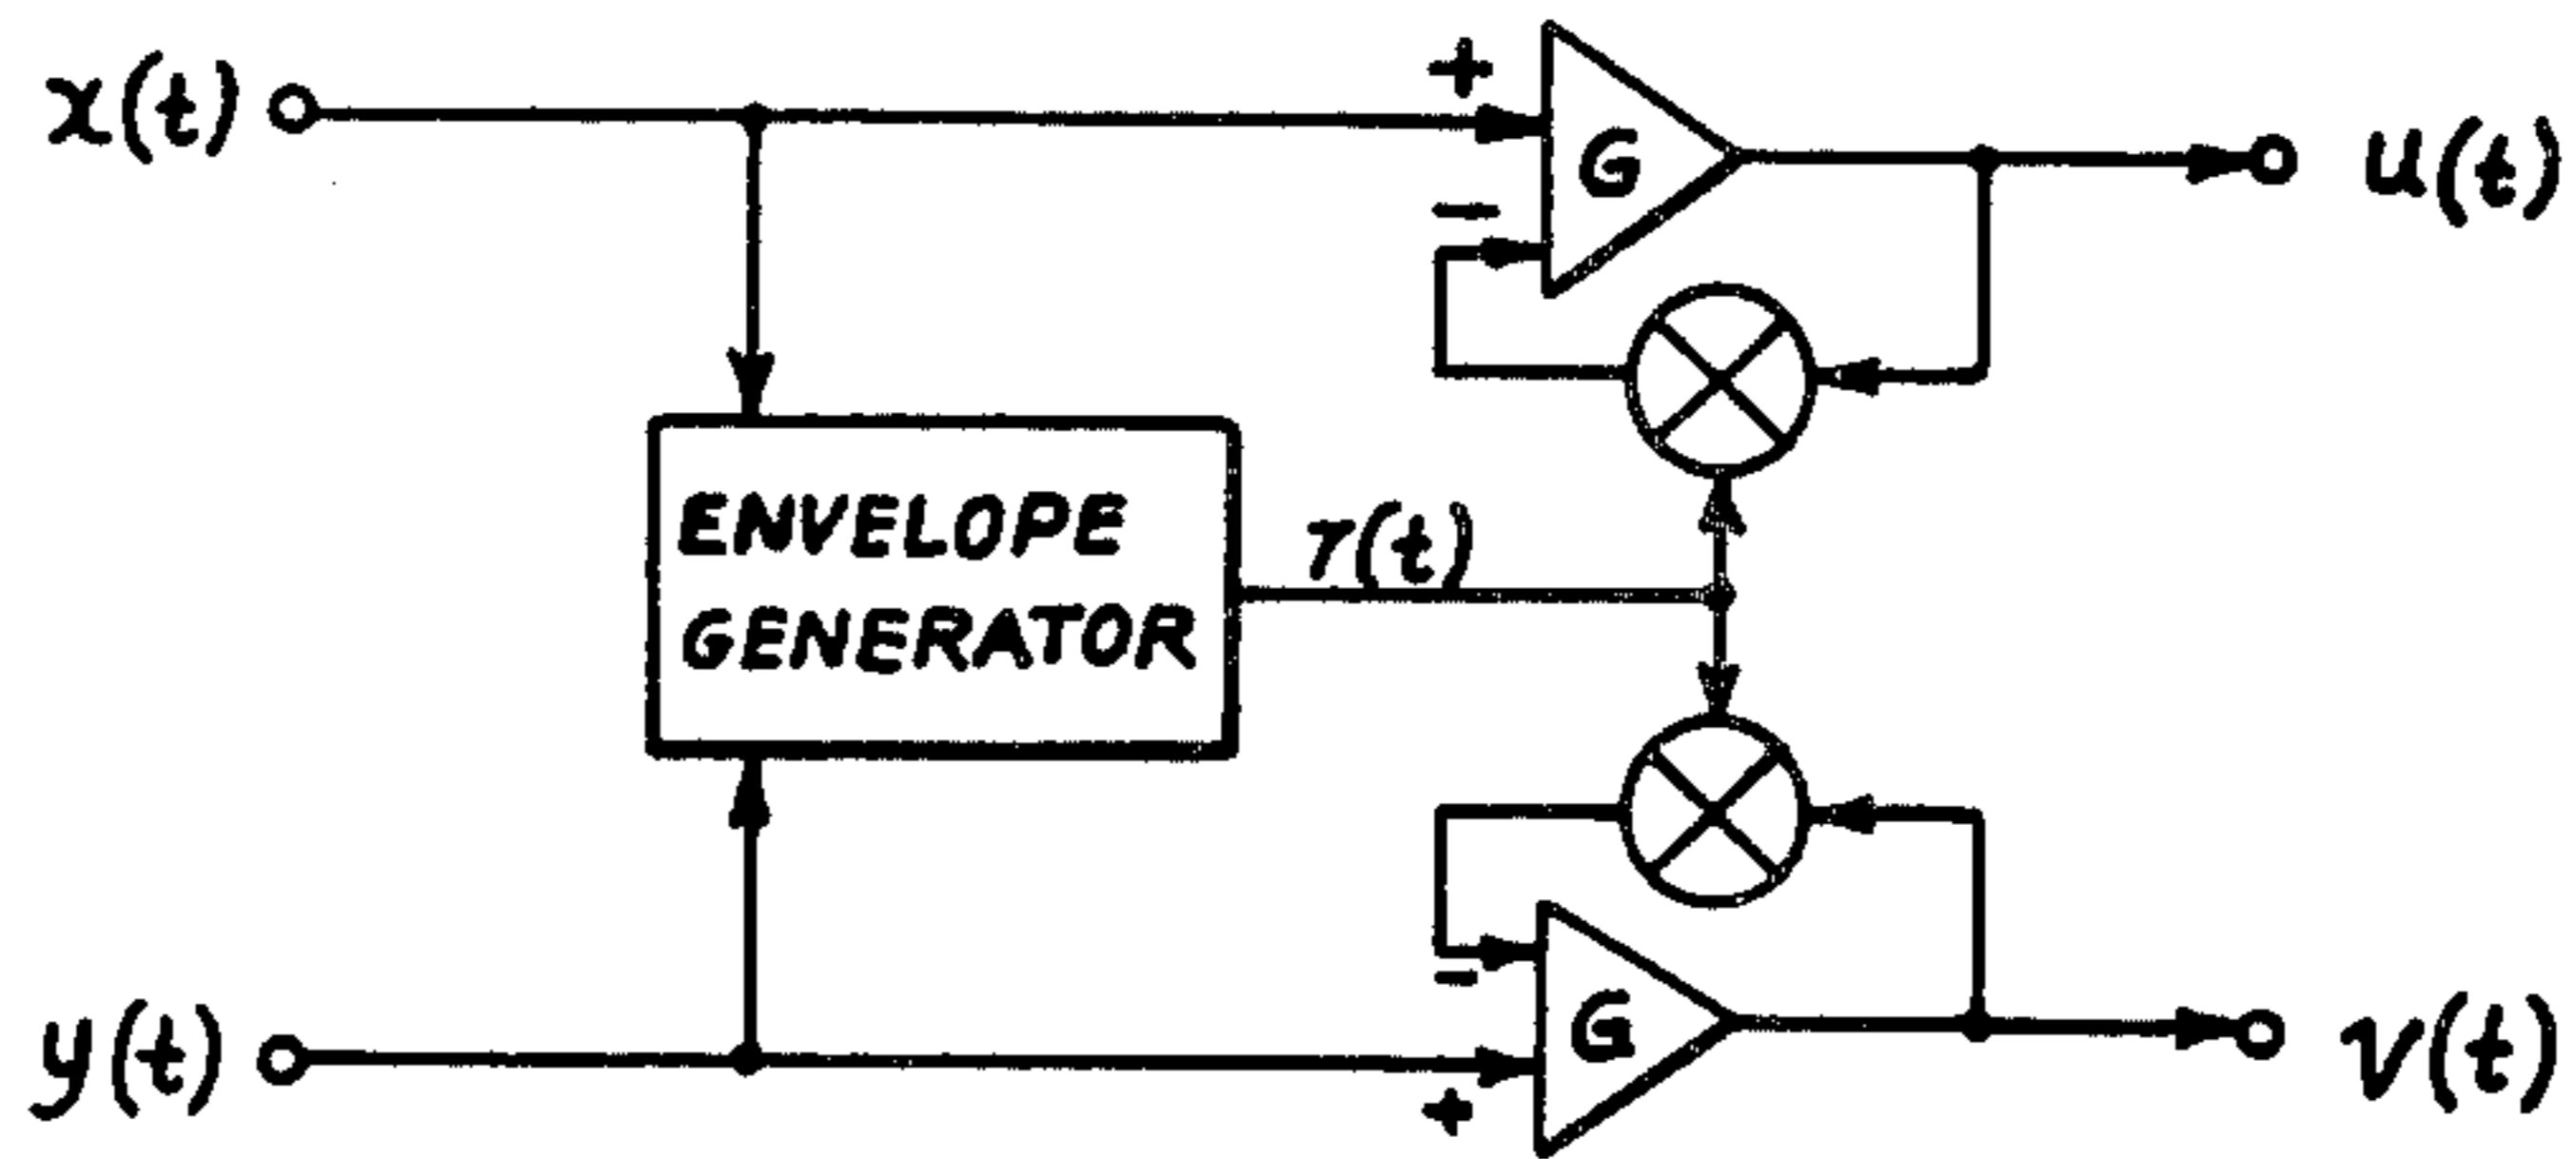 x(t)
+
G
u(t)
−
ENVELOPE
GENERATOR
r(t)
−
G
y(t)
v(t)
+